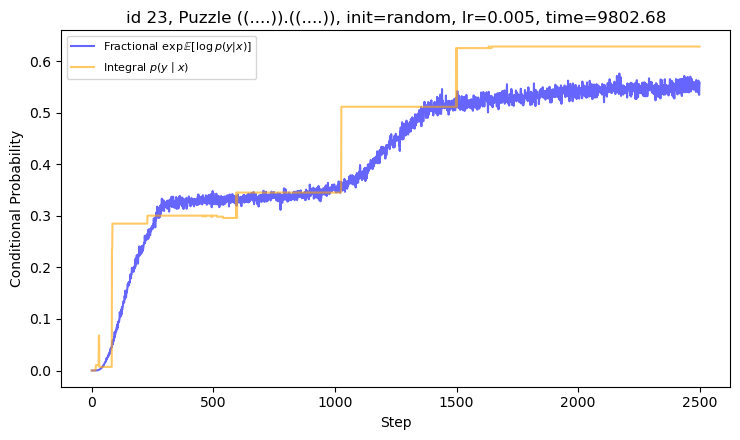 id 23, Puzzle ((....)).((....)), init=random, lr=0.005, time=9802.68
Fractional exp𝔼[log p(y|x)]
Integral p(y | x)
Conditional Probability
0.6
0.5
0.4
0.3
0.2
0.1
0.0
0 500 1000 1500 2000 2500
Step